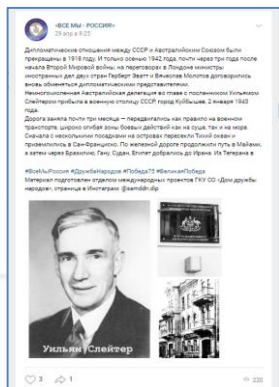 «ВСЕ МЫ - РОССИЯ!»
29 апр в 8:25
Дипломатические отношения между СССР и Австралийским Союзом были
прекращены в 1918 году. И только осенью 1942 года, почти через три года после
начала Второй Мировой войны, на переговорах в Лондоне министры
иностранных дел двух стран Герберт Эватт и Вячеслав Молотов договорились
вновь обменяться дипломатическими представителями.
Немногочисленная Австралийская делегация во главе с посланником Уильямом
Слейтером прибыла в военную столицу СССР, город Куйбышев, 2 января 1943
года.
Дорога заняла почти три месяца — передвигались как правило на военном
транспорте, широко огибая зоны боевых действий как на суше, так и на море.
Сначала с несколькими посадками на островах пересекли Тихий океан и
приземлились в Сан-Франциско. По железной дороге продолжили путь в Майами,
а затем через Бразилию, Гану, Судан, Египет добрались до Ирана. Из Тегерана в
#ВсеМыРоссия #ДружбаНародов #Победа75 #ВеликаяПобеда
Материал подготовлен отделом международных проектов ГКУ СО «Дом дружбы
народов», страница в Инстаграм: @samddn.dip
Уильям Слейтер
3
1
220